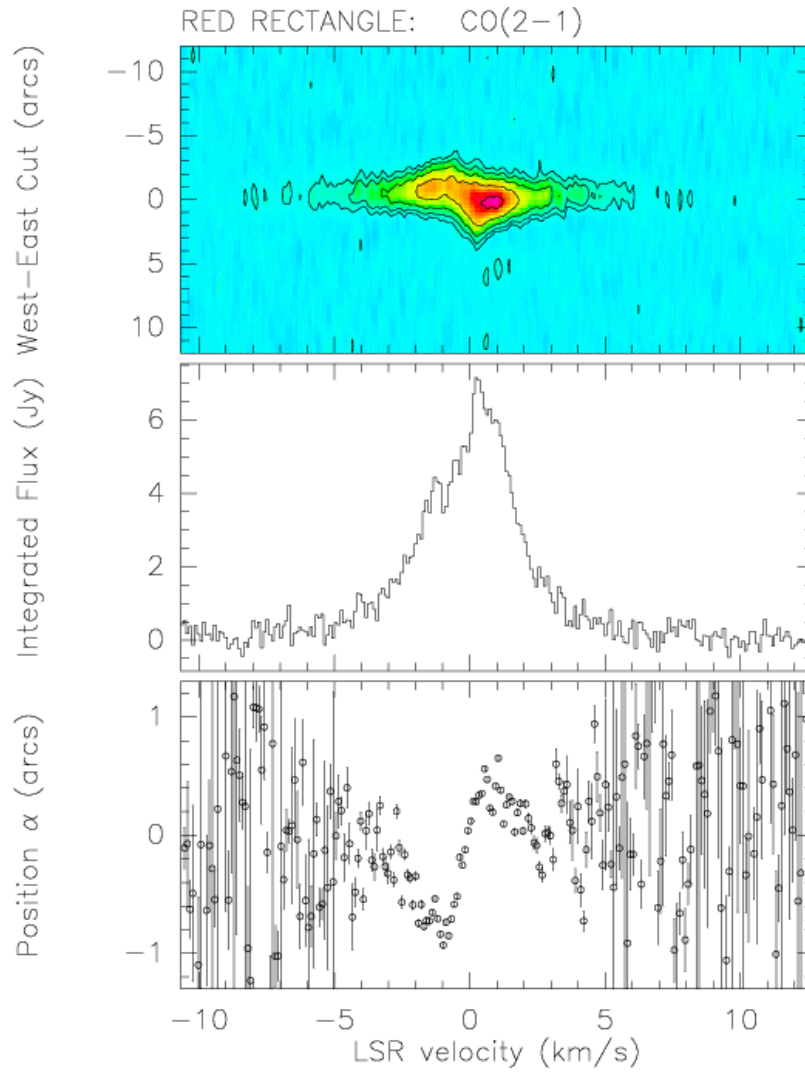 RED RECTANGLE: CO(2−1)
West−East Cut (arcs)
−10
−5
0
5
10
Integrated Flux (Jy)
6
4
2
0
Position α (arcs)
1
0
−1
−10 −5 0 5 10
LSR velocity (km/s)